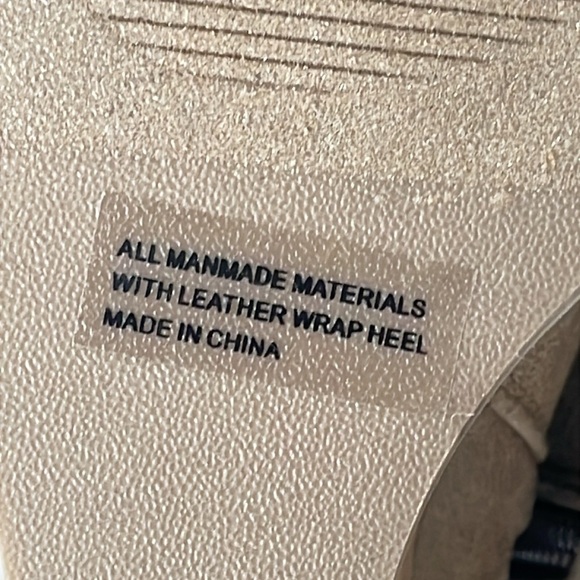 ALL MANMADE MATERIALS
WITH LEATHER WRAP HEEL
MADE IN CHINA